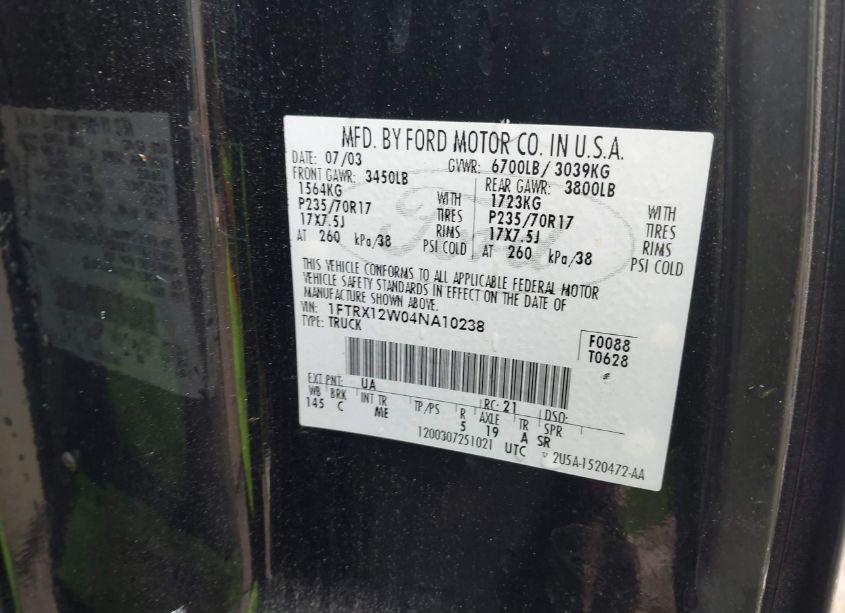 MFD. BY FORD MOTOR CO. IN U.S.A.
DATE: 07/03 GVWR: 6700LB/ 3039KG
FRONT GAWR: 3450LB REAR GAWR: 3800LB
1564KG WITH 1723KG WITH
P235/70R17 TIRES P235/70R17 TIRES
17X7.5J RIMS 17X7.5J RIMS
AT 260 kPa/38 PSI COLD AT 260 kPa/38 PSI COLD
Ford
THIS VEHICLE CONFORMS TO ALL APPLICABLE FEDERAL MOTOR
VEHICLE SAFETY STANDARDS IN EFFECT ON THE DATE OF
MANUFACTURE SHOWN ABOVE.
VIN: 1FTRX12W04NA10238
TYPE: TRUCK
F0088
T0628
EXT PNT: UA RC: 21 DSO:
WB BRK INT TR TP/PS R AXLE TR SPR
145 C ME 5 19 A SR
1200307251021 UTC 2U5A-1520472-AA